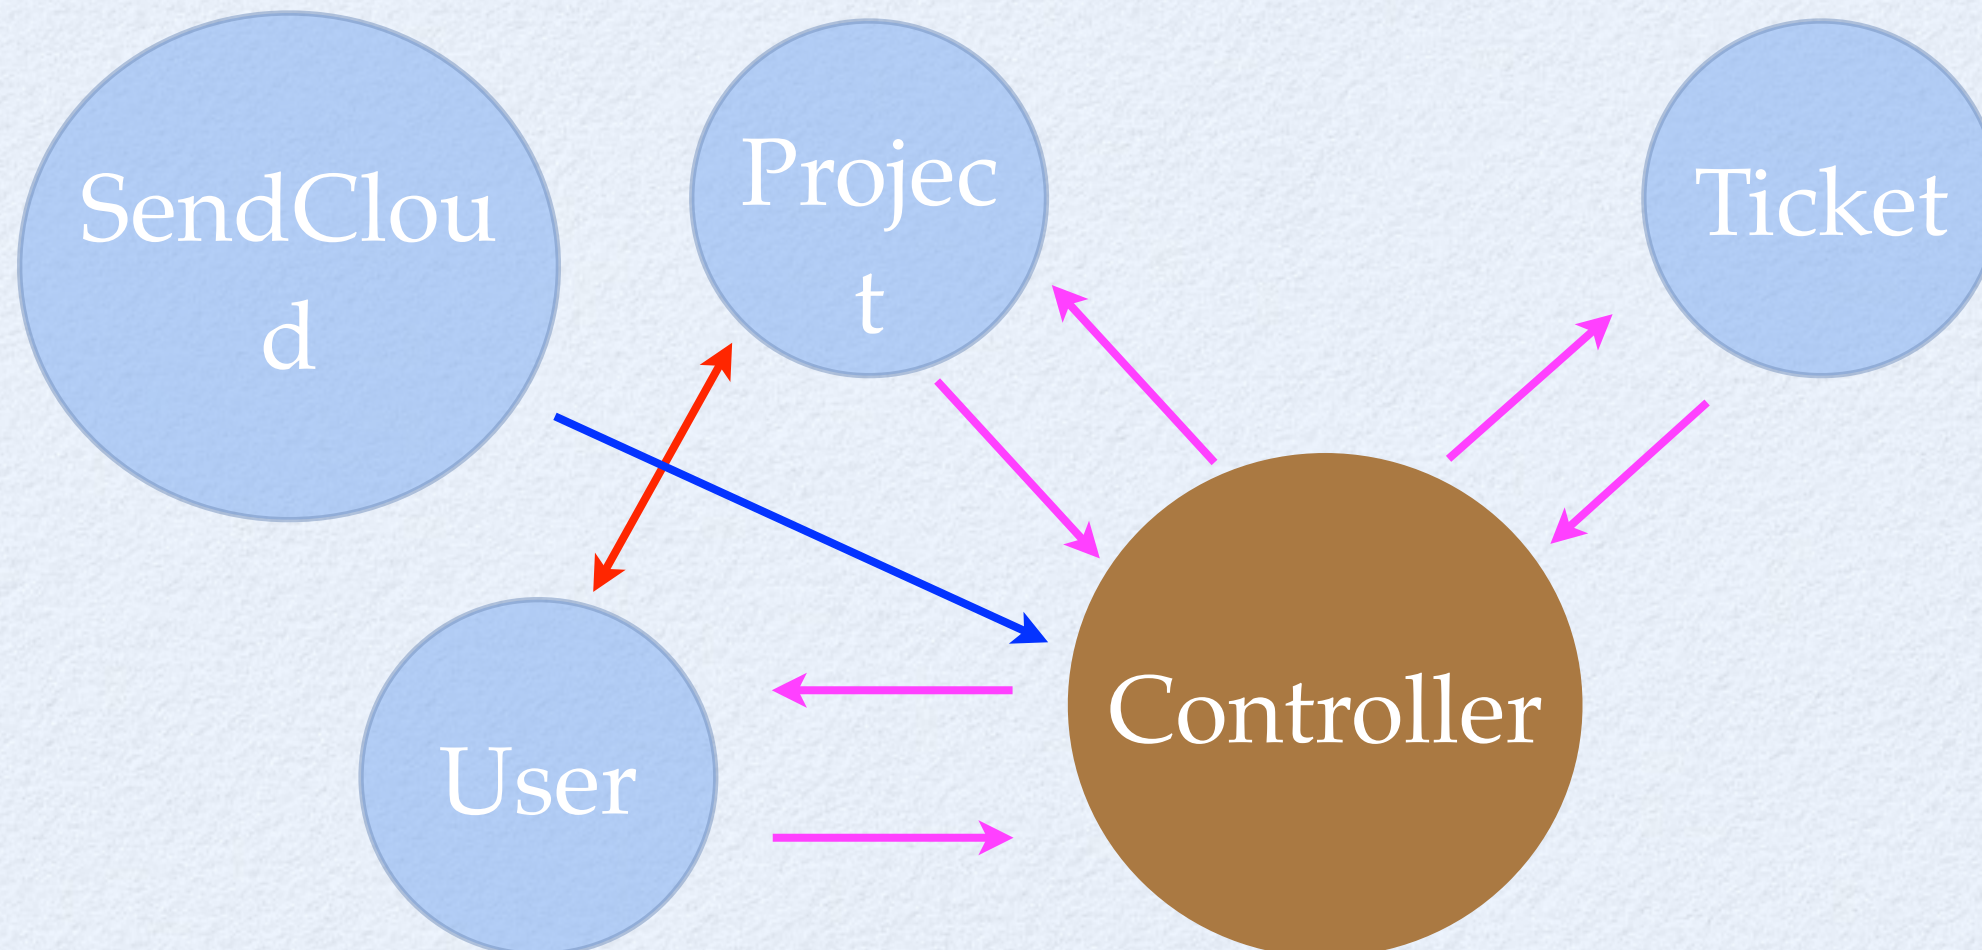 SendClou
d
Projec
t
Ticket
User
Controller